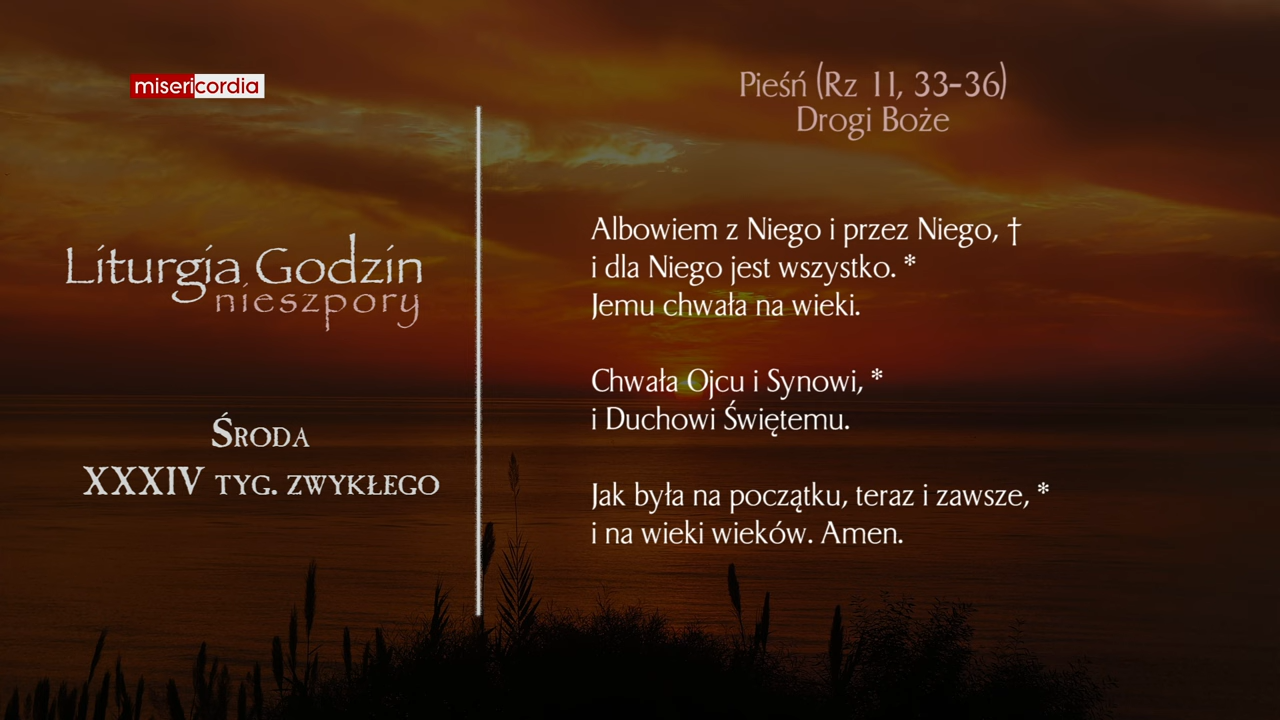 misericordia
Liturgia Godzin
nieszpory
Środa
XXXIV tyg. zwykłego
Pieśń (Rz 11, 33-36)
Drogi Boże
Albowiem z Niego i przez Niego, †
i dla Niego jest wszystko. *
Jemu chwała na wieki.
Chwała Ojcu i Synowi, *
i Duchowi Świętemu.
Jak była na początku, teraz i zawsze, *
i na wieki wieków. Amen.